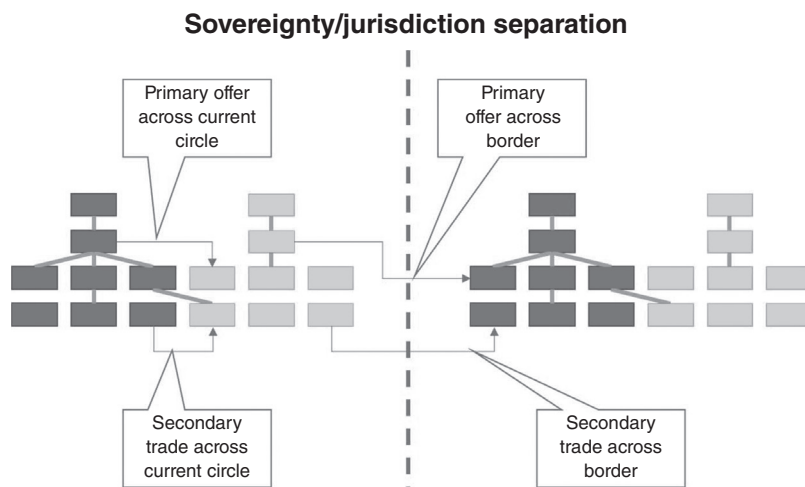 Sovereignty/jurisdiction separation
Primary offer
across current
circle
Primary
offer across
border
Secondary
trade across
current circle
Secondary
trade across
border